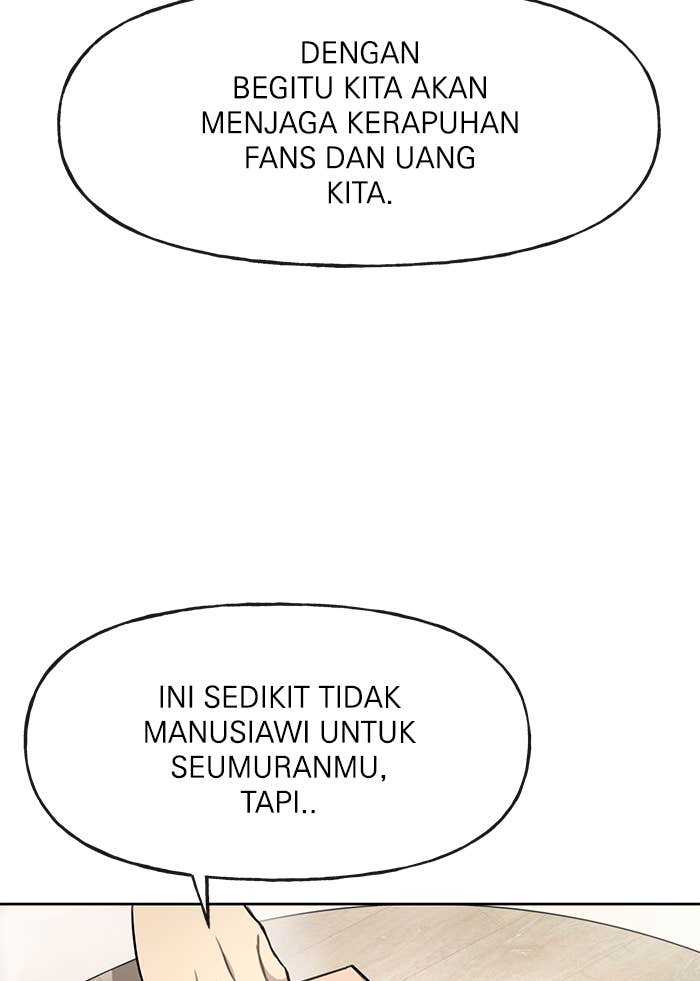 DENGAN
BEGITU KITA AKAN
MENJAGA KERAPUHAN
FANS DAN UANG
KITA.
INI SEDIKIT TIDAK
MANUSIAWI UNTUK
SEUMURANMU,
TAPI..